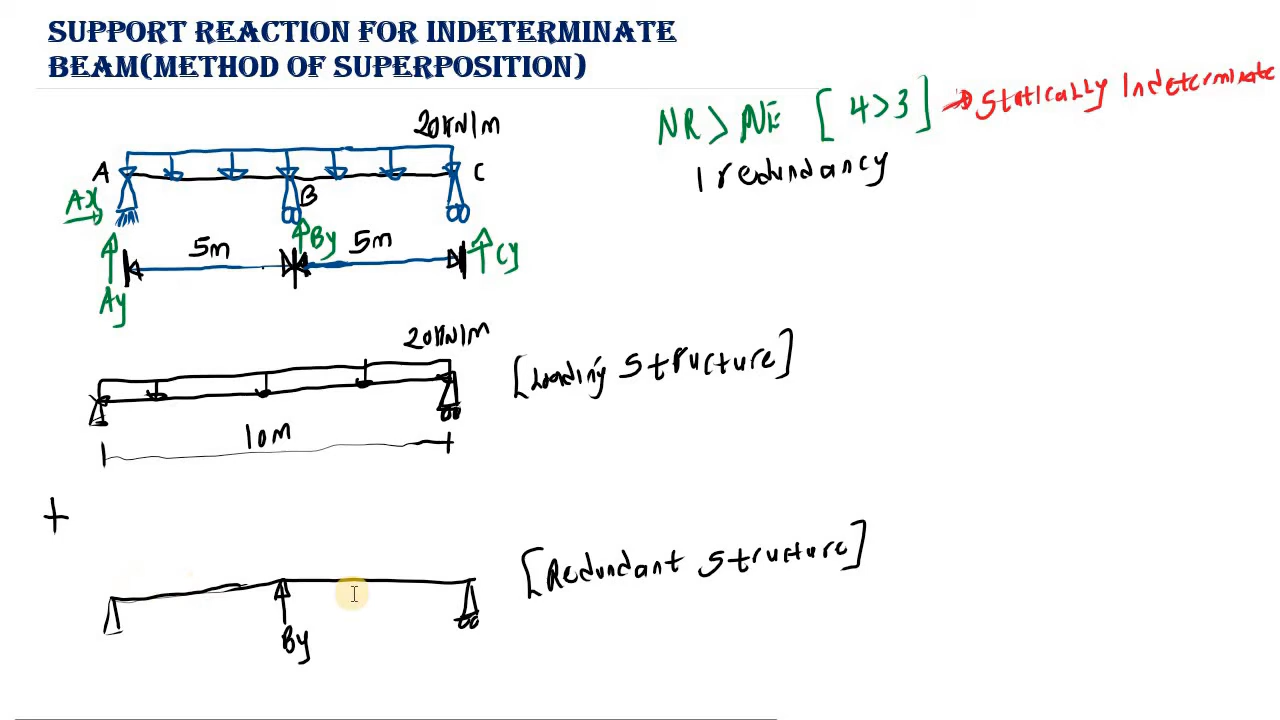 SUPPORT REACTION FOR INDETERMINATE
BEAM(METHOD OF SUPERPOSITION)
NR > NE [4>3] → Statically Indeterminate
1 redundancy
20kN/m
A
C
B
Ax
By
Cy
Ay
5m
5m
20kN/m
[Loading Structure]
10m
+
[Redundant Structure]
By